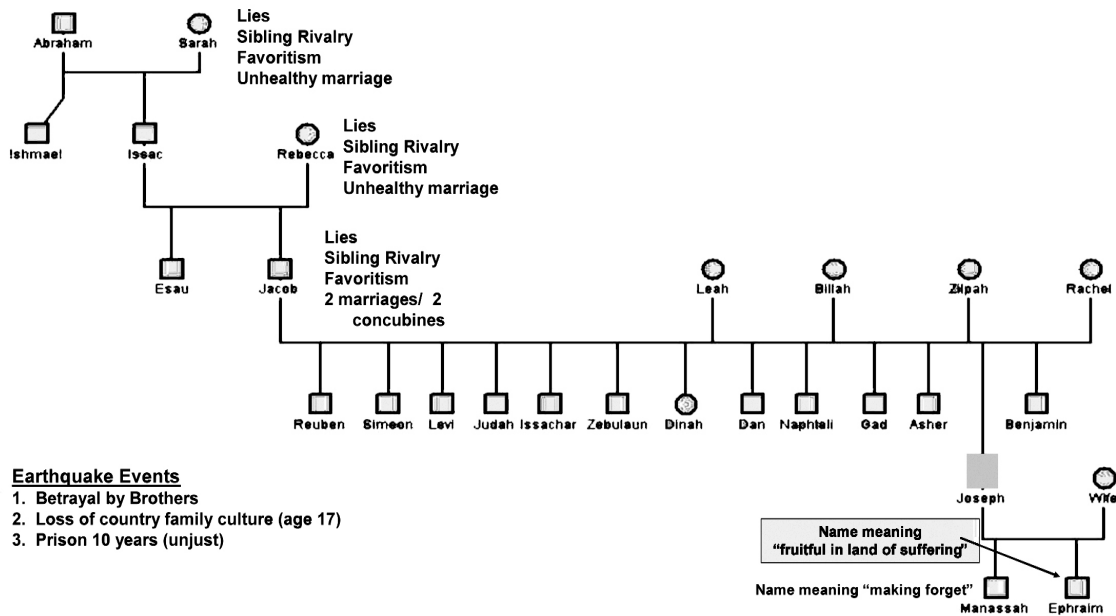 Lies
Abraham Sarah
Sibling Rivalry
Favoritism
Unhealthy marriage
Ishmael Issac Rebecca
Lies
Sibling Rivalry
Favoritism
Unhealthy marriage
Esau Jacob
Lies
Sibling Rivalry
Favoritism
2 marriages/ 2
concubines
Leah Billah Zilpah Rachel
Reuben Simeon Levi Judah Issachar Zebulaun Dinah Dan Naphtali Gad Asher Benjamin
Earthquake Events
1. Betrayal by Brothers
2. Loss of country family culture (age 17)
3. Prison 10 years (unjust)
Joseph Wife
Name meaning
"fruitful in land of suffering"
Name meaning "making forget"
Manassah Ephraim